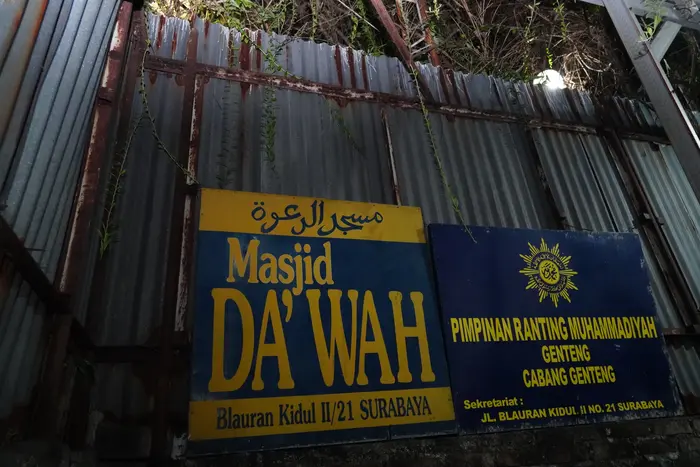 مسجد الدعوة
Masjid
DA'WAH
Blauran Kidul II/21 SURABAYA
PIMPINAN RANTING MUHAMMADIYAH
GENTENG
CABANG GENTENG
Sekretariat :
JL. BLAURAN KIDUL II NO. 21 SURABAYA